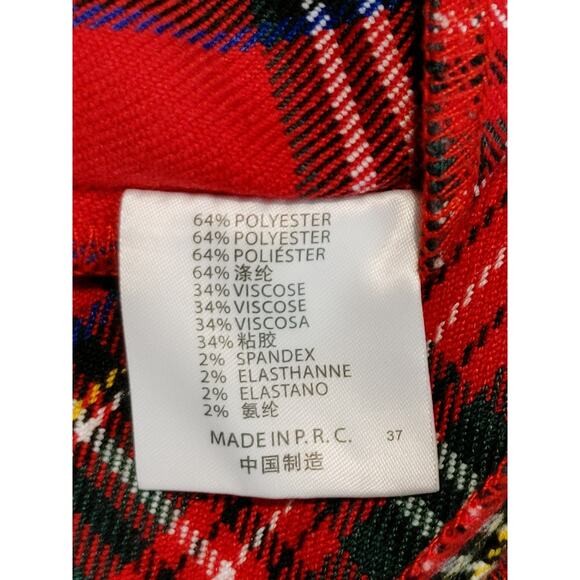 64% POLYESTER
64% POLYESTER
64% POLIÉSTER
64% 涤纶
34% VISCOSE
34% VISCOSE
34% VISCOSA
34% 粘胶
2% SPANDEX
2% ELASTHANNE
2% ELASTANO
2% 氨纶
MADE IN P. R. C. 37
中国制造